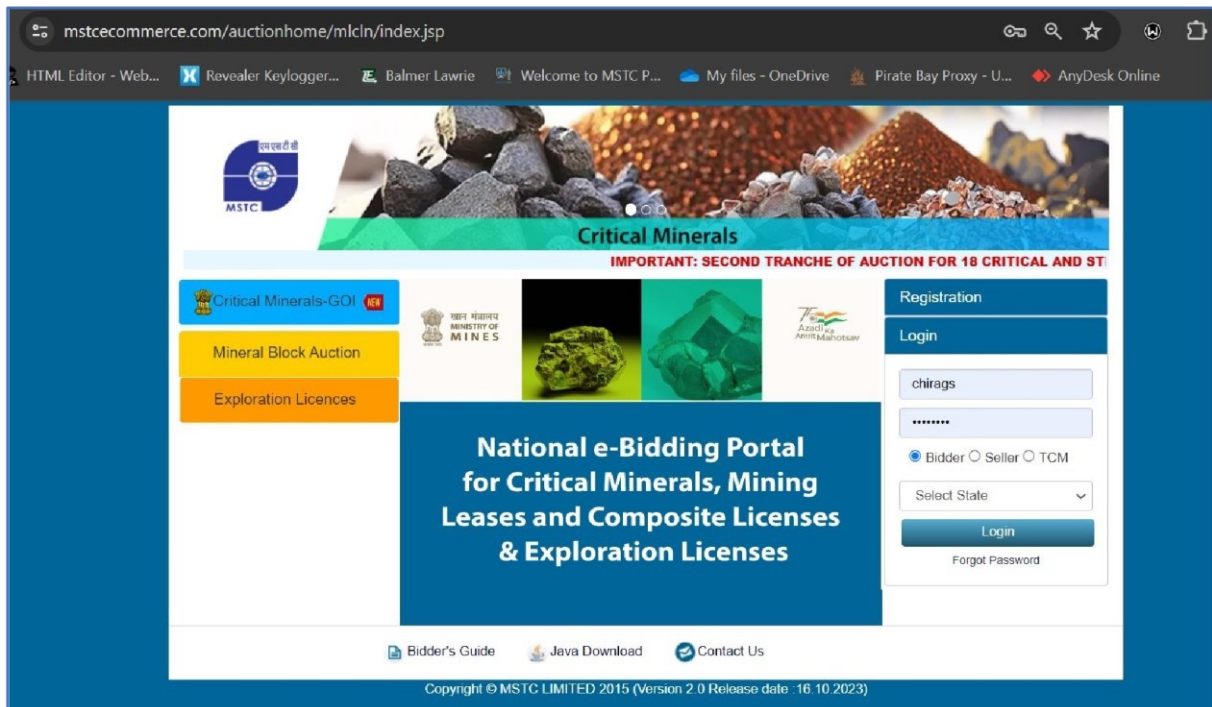 mstcecommerce.com/auctionhome/mlcln/index.jsp
HTML Editor - Web... Revealer Keylogger... Balmer Lawrie Welcome to MSTC P... My files - OneDrive Pirate Bay Proxy - U... AnyDesk Online
एम एस टी सी
MSTC
Critical Minerals
IMPORTANT: SECOND TRANCHE OF AUCTION FOR 18 CRITICAL AND ST
Critical Minerals-GOI NEW
Mineral Block Auction
Exploration Licences
खान मंत्रालय
MINISTRY OF
MINES
Azadi Ka
Amrit Mahotsav
National e-Bidding Portal
for Critical Minerals, Mining
Leases and Composite Licenses
& Exploration Licenses
Registration
Login
chirags
••••••••
Bidder Seller TCM
Select State
Login
Forgot Password
Bidder's Guide Java Download Contact Us
Copyright © MSTC LIMITED 2015 (Version 2.0 Release date :16.10.2023)